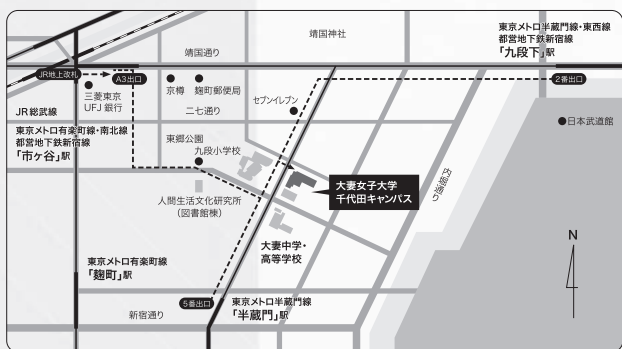 靖国神社
東京メトロ半蔵門線・東西線
都営地下鉄新宿線
「九段下」駅
靖国通り
JR地上改札
A3出口
京樽
麹町郵便局
2番出口
三菱東京
UFJ銀行
セブンイレブン
JR総武線
二七通り
日本武道館
東京メトロ有楽町線・南北線
都営地下鉄新宿線
「市ヶ谷」駅
東郷公園
九段小学校
内堀通り
大妻女子大学
千代田キャンパス
人間生活文化研究所
(図書館棟)
大妻中学・
高等学校
N
東京メトロ有楽町線
「麹町」駅
5番出口
東京メトロ半蔵門線
「半蔵門」駅
新宿通り